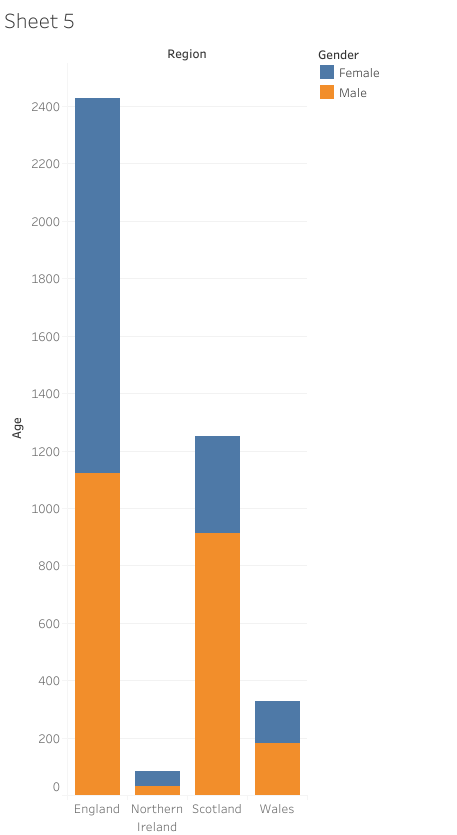 Sheet 5
Region
Gender
Female
Male
2400
2200
2000
1800
1600
1400
1200
1000
800
600
400
200
0
Age
England
Northern
Ireland
Scotland
Wales